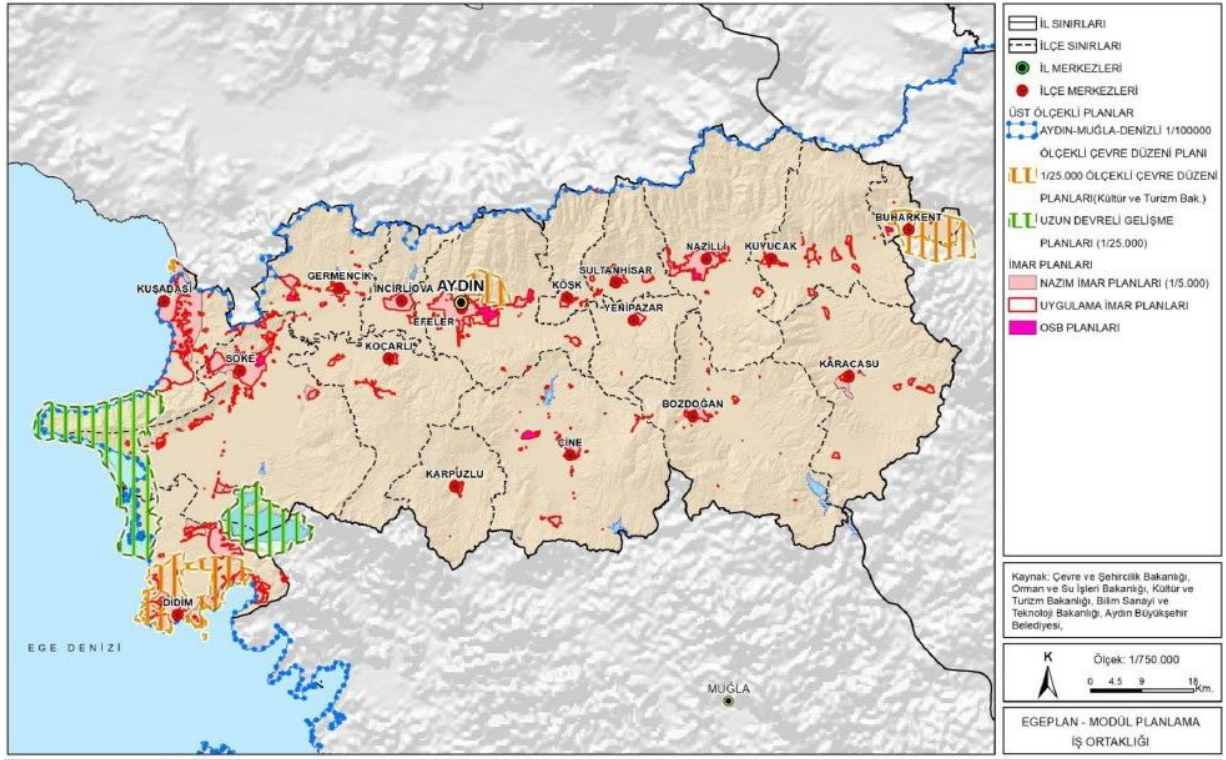 KUŞADASI
SÖKE
GERMENCİK
İNCİRLİOVA
AYDIN
EFELER
KOÇARLI
KÖŞK
SULTANHİSAR
YENİPAZAR
NAZİLLİ
KUYUCAK
BUHARKENT
KARACASU
BOZDOĞAN
ÇİNE
KARPUZLU
DİDİM
EGE DENİZİ
MUĞLA
İL SINIRLARI
İLÇE SINIRLARI
İL MERKEZLERİ
İLÇE MERKEZLERİ
ÜST ÖLÇEKLİ PLANLAR
AYDIN-MUĞLA-DENİZLİ 1/100000
ÖLÇEKLİ ÇEVRE DÜZENİ PLANI
1/25.000 ÖLÇEKLİ ÇEVRE DÜZENİ
PLANLARI(Kültür ve Turizm Bak.)
UZUN DEVRELİ GELİŞME
PLANLARI (1/25.000)
İMAR PLANLARI
NAZIM İMAR PLANLARI (1/5.000)
UYGULAMA İMAR PLANLARI
OSB PLANLARI
Kaynak: Çevre ve Şehircilik Bakanlığı,
Orman ve Su İşleri Bakanlığı, Kültür ve
Turizm Bakanlığı, Bilim Sanayi ve
Teknoloji Bakanlığı, Aydın Büyükşehir
Belediyesi,
K
Ölçek: 1/750.000
0 4.5 9 18 Km.
EGEPLAN - MODÜL PLANLAMA
İŞ ORTAKLIĞI